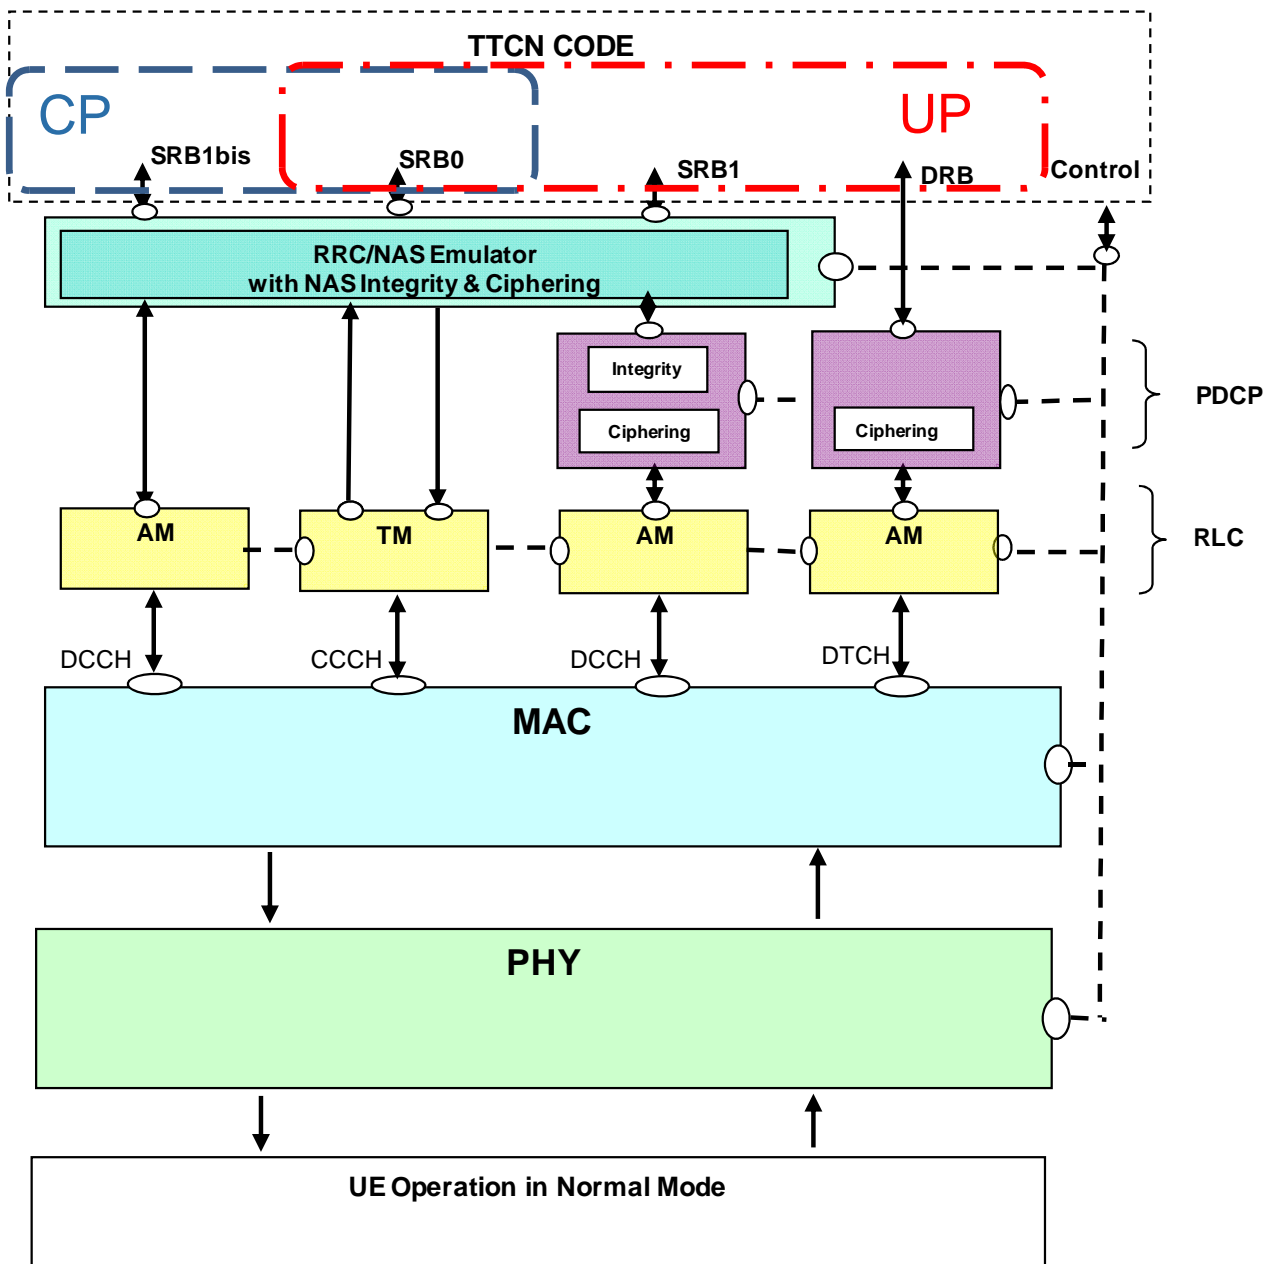 TTCN CODE
CP
UP
SRB1bis
SRB0
SRB1
DRB
Control
RRC/NAS Emulator
with NAS Integrity & Ciphering
Integrity
Ciphering
Ciphering
PDCP
AM
TM
AM
AM
RLC
DCCH
CCCH
DCCH
DTCH
MAC
PHY
UE Operation in Normal Mode